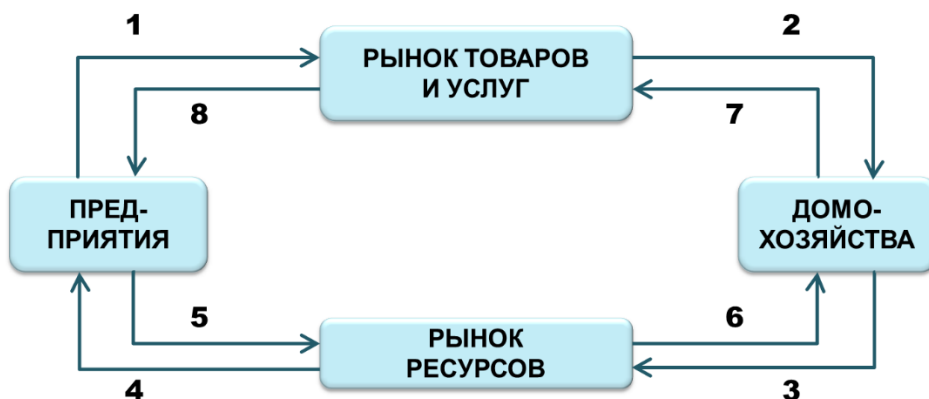 1
2
РЫНОК ТОВАРОВ
И УСЛУГ
8
7
ПРЕД-
ПРИЯТИЯ
ДОМО-
ХОЗЯЙСТВА
5
6
РЫНОК
РЕСУРСОВ
4
3